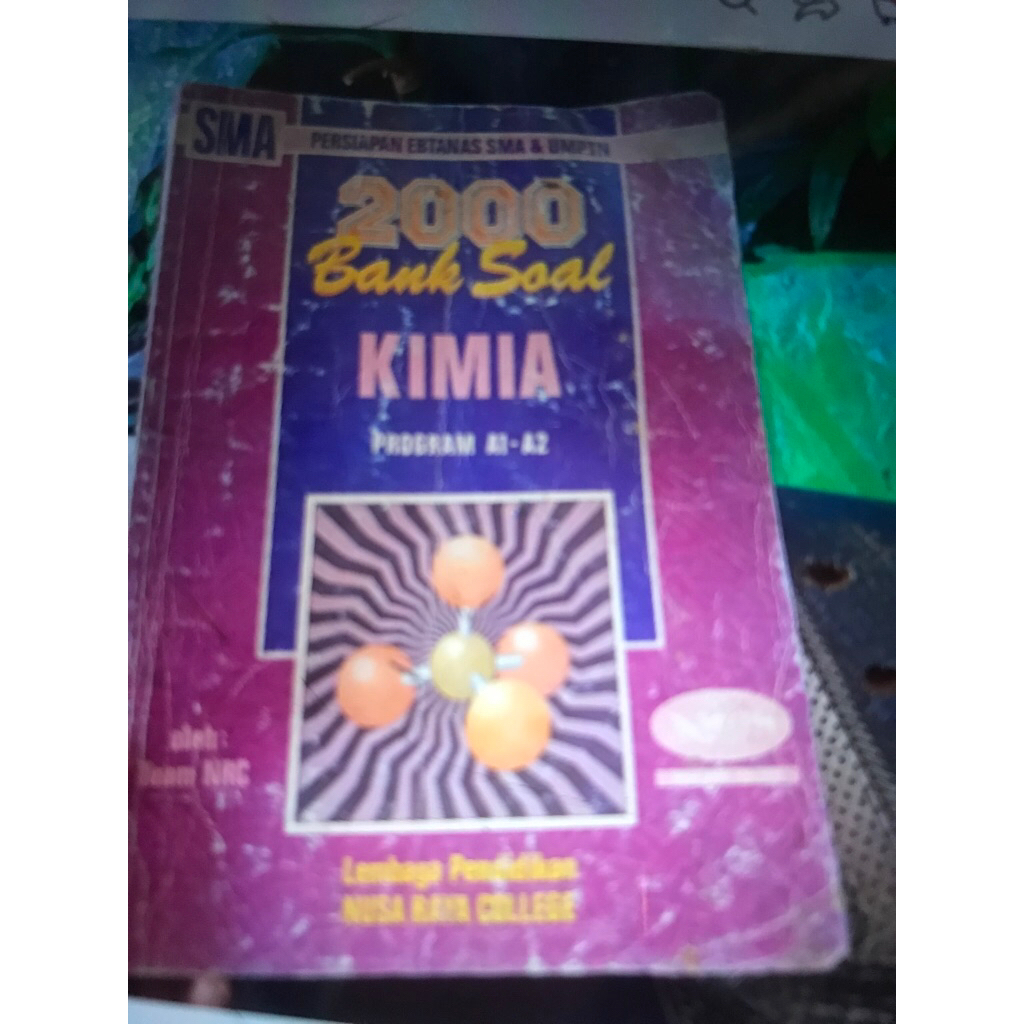 SMA
PERSIAPAN EBTANAS SMA & UMPTN
2000
Bank Soal
KIMIA
PROGRAM A1-A2
oleh:
Team NRC
Lembaga Pendidikan
NUSA RAYA COLLEGE